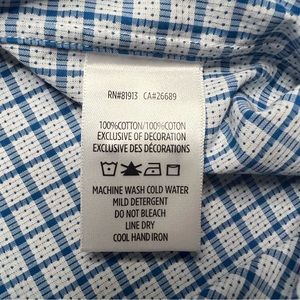 RN#81913 CA#26689
100%COTTON/100%COTON
EXCLUSIVE OF DECORATION
EXCLUSIVE DES DÉCORATIONS
MACHINE WASH COLD WATER
MILD DETERGENT
DO NOT BLEACH
LINE DRY
COOL HAND IRON